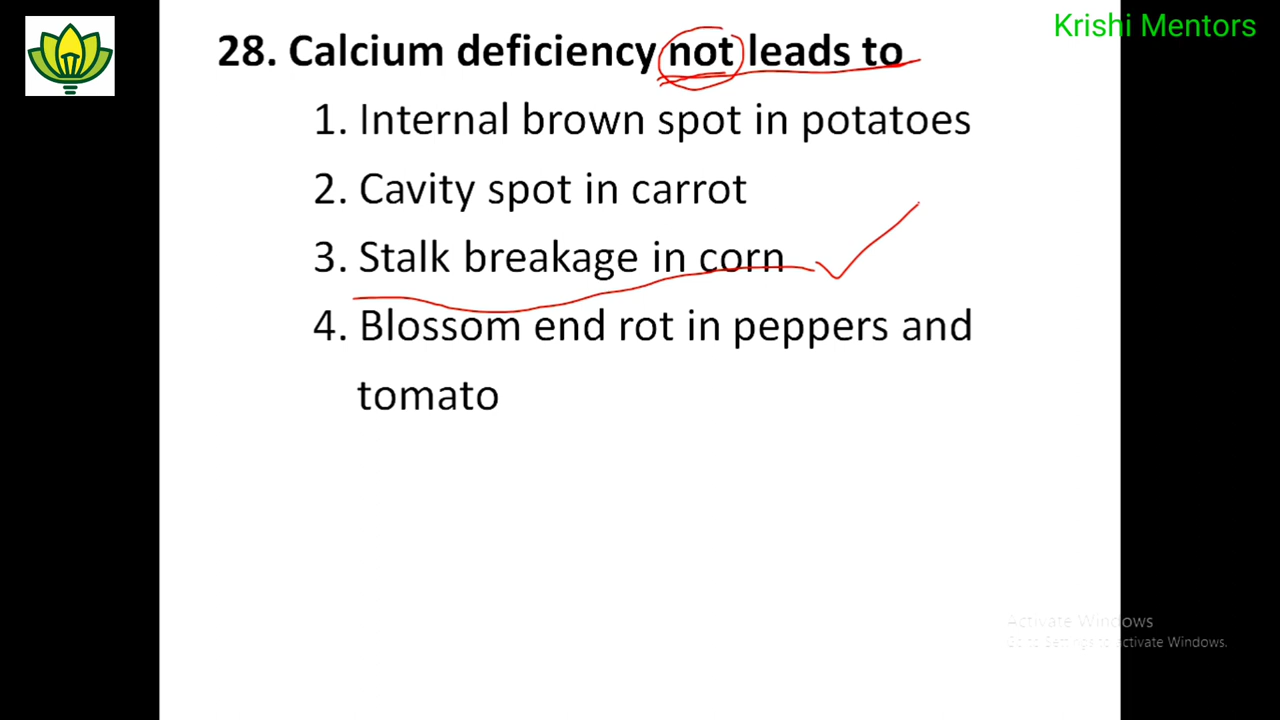 Krishi Mentors
28. Calcium deficiency not leads to
1. Internal brown spot in potatoes
2. Cavity spot in carrot
3. Stalk breakage in corn
4. Blossom end rot in peppers and
tomato
Activate Windows
Go to Settings to activate Windows.